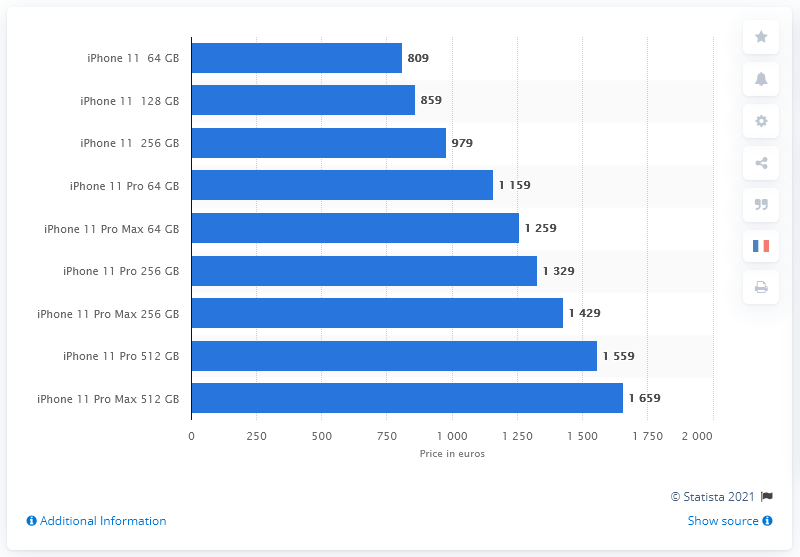 iPhone 11 64 GB 809
iPhone 11 128 GB 859
iPhone 11 256 GB 979
iPhone 11 Pro 64 GB 1 159
iPhone 11 Pro Max 64 GB 1 259
iPhone 11 Pro 256 GB 1 329
iPhone 11 Pro Max 256 GB 1 429
iPhone 11 Pro 512 GB 1 559
iPhone 11 Pro Max 512 GB 1 659
0 250 500 750 1 000 1 250 1 500 1 750 2 000
Price in euros
© Statista 2021
Additional Information Show source